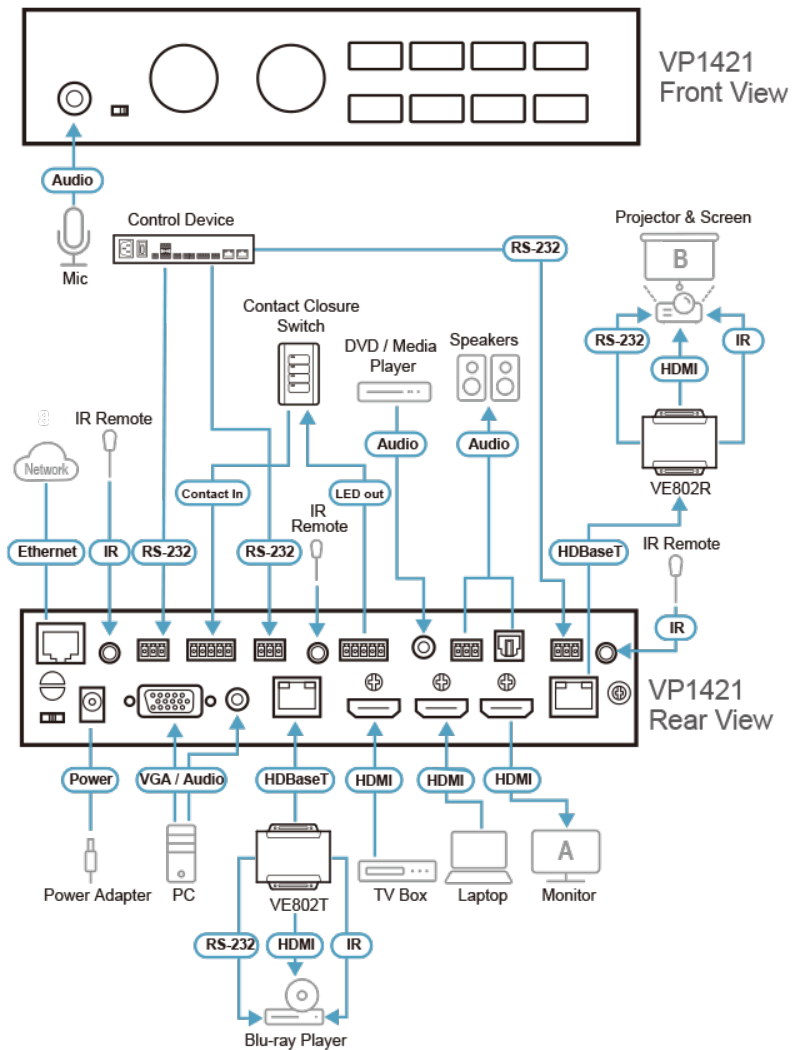 VP1421
Front View
Audio
Mic
Control Device
RS-232
Projector & Screen
B
RS-232
IR
HDMI
VE802R
Contact Closure
Switch
DVD / Media
Player
Speakers
IR Remote
Network
Audio
Audio
Contact In
LED out
IR
Remote
Ethernet
IR
RS-232
RS-232
HDBaseT
IR Remote
IR
VP1421
Rear View
Power
VGA / Audio
HDBaseT
HDMI
HDMI
HDMI
A
Power Adapter
PC
VE802T
TV Box
Laptop
Monitor
RS-232
HDMI
IR
Blu-ray Player